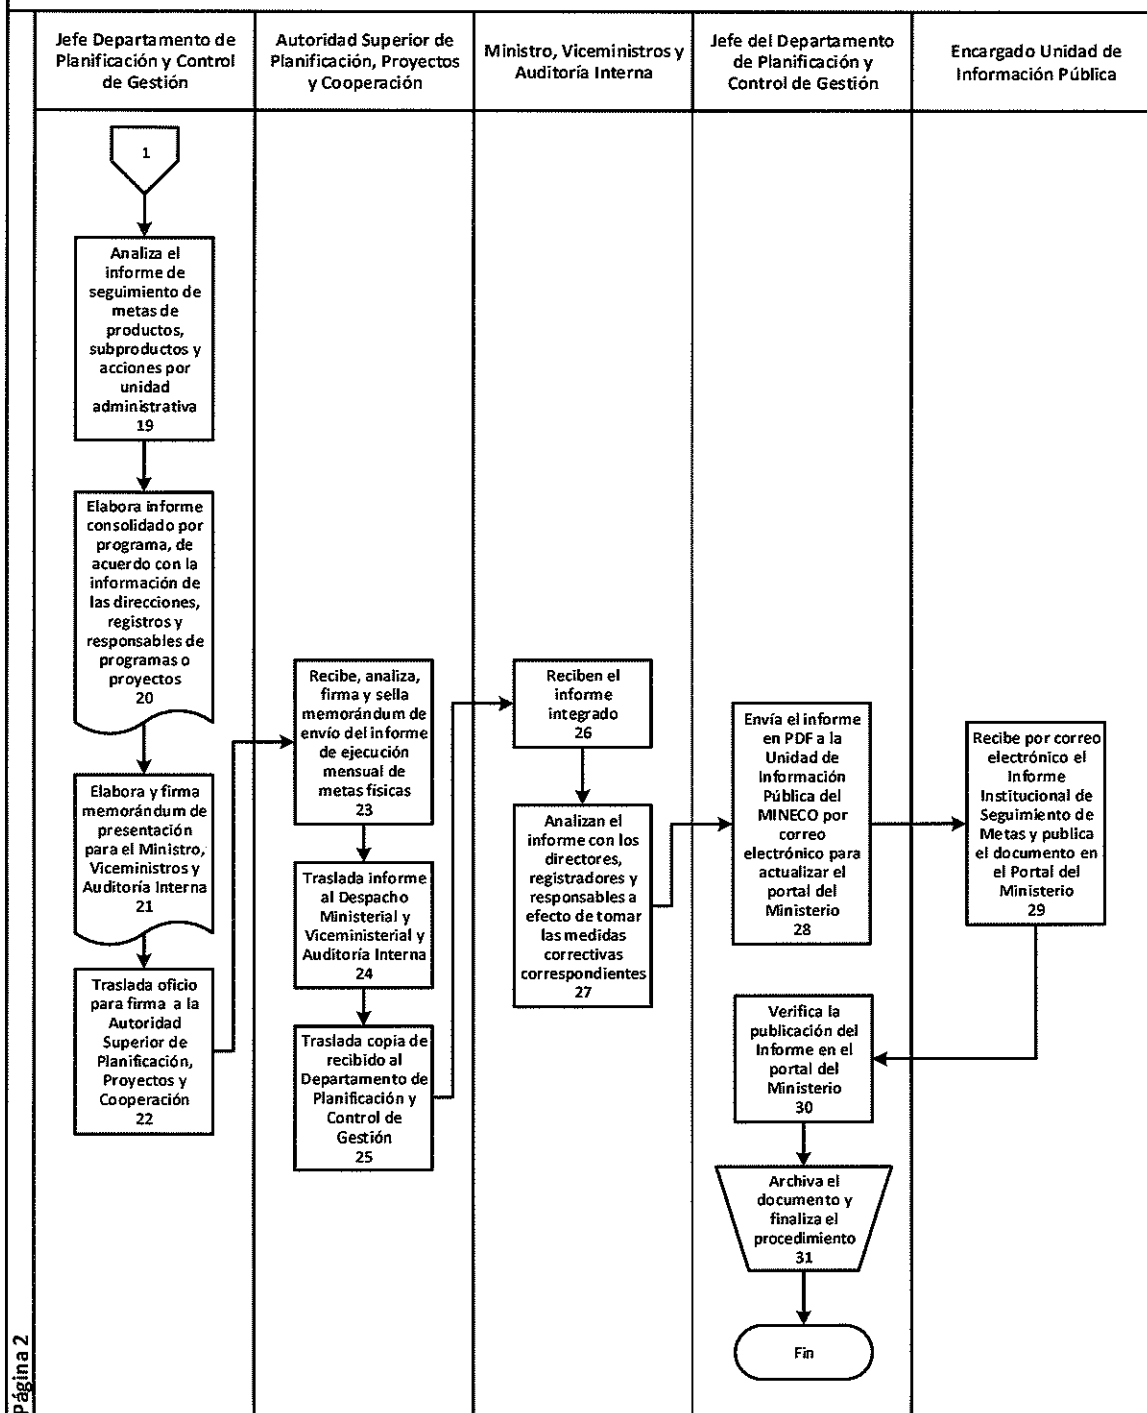 Jefe Departamento de
Planificación y Control
de Gestión
Autoridad Superior de
Planificación, Proyectos
y Cooperación
Ministro, Viceministros y
Auditoría Interna
Jefe del Departamento
de Planificación y
Control de Gestión
Encargado Unidad de
Información Pública
1
Analiza el
informe de
seguimiento de
metas de
productos,
subproductos y
acciones por
unidad
administrativa
19
Elabora informe
consolidado por
programa, de
acuerdo con la
información de
las direcciones,
registros y
responsables de
programas o
proyectos
20
Elabora y firma
memorándum de
presentación
para el Ministro,
Viceministros y
Auditoría Interna
21
Traslada oficio
para firma a la
Autoridad
Superior de
Planificación,
Proyectos y
Cooperación
22
Recibe, analiza,
firma y sella
memorándum de
envío del informe
de ejecución
mensual de
metas físicas
23
Traslada informe
al Despacho
Ministerial y
Viceministerial y
Auditoría Interna
24
Traslada copia de
recibido al
Departamento de
Planificación y
Control de
Gestión
25
Reciben el
informe
integrado
26
Analizan el
informe con los
directores,
registradores y
responsables a
efecto de tomar
las medidas
correctivas
correspondientes
27
Envía el informe
en PDF a la
Unidad de
Información
Pública del
MINECO por
correo
electrónico para
actualizar el
portal del
Ministerio
28
Recibe por correo
electrónico el
Informe
Institucional de
Seguimiento de
Metas y publica
el documento en
el Portal del
Ministerio
29
Verifica la
publicación del
Informe en el
portal del
Ministerio
30
Archiva el
documento y
finaliza el
procedimiento
31
Fin
Página 2